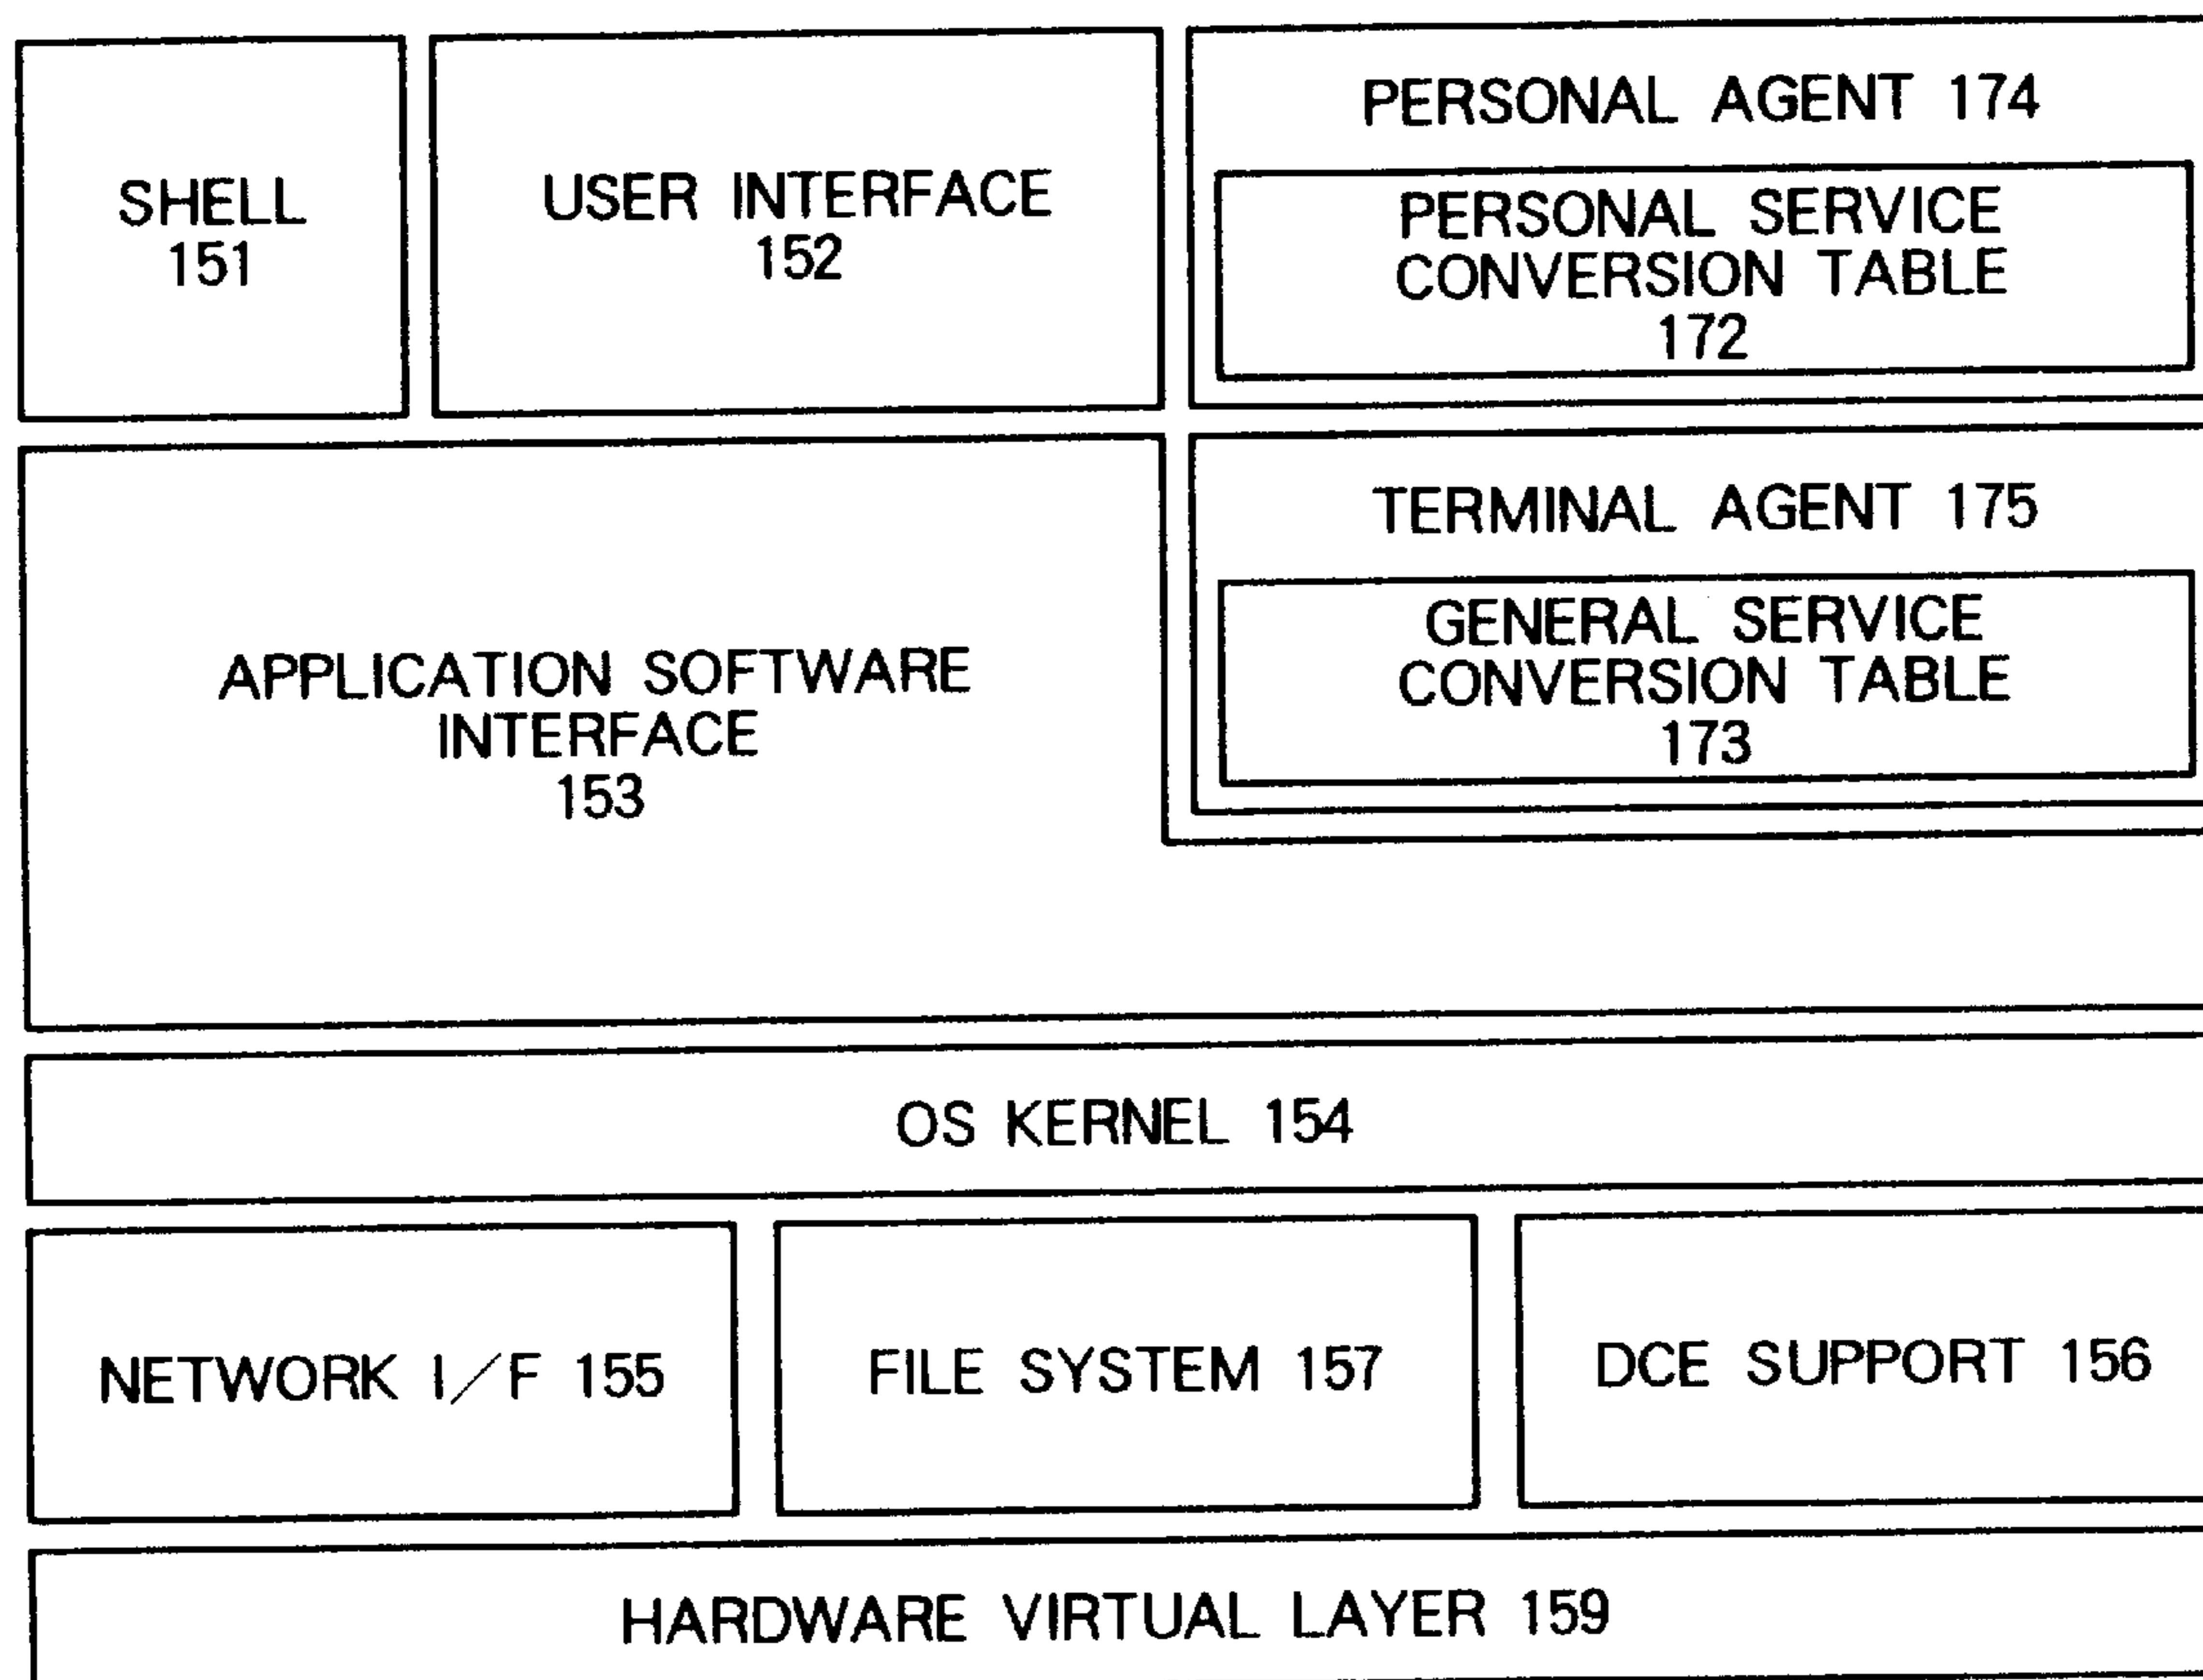 SHELL
151
USER INTERFACE
152
PERSONAL AGENT 174
PERSONAL SERVICE
CONVERSION TABLE
172
APPLICATION SOFTWARE
INTERFACE
153
TERMINAL AGENT 175
GENERAL SERVICE
CONVERSION TABLE
173
OS KERNEL 154
NETWORK I/F 155
FILE SYSTEM 157
DCE SUPPORT 156
HARDWARE VIRTUAL LAYER 159